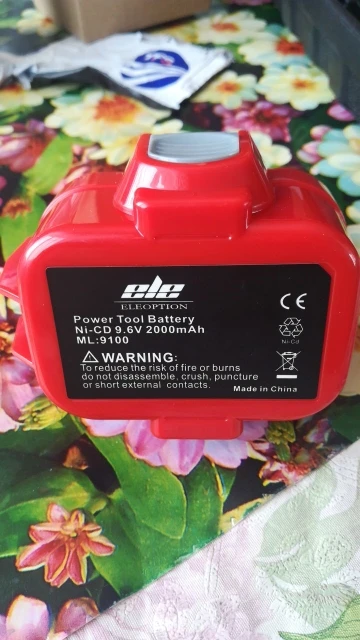 ele
ELEOPTION
Power Tool Battery
Ni-CD 9.6V 2000mAh
ML:9100
WARNING:
To reduce the risk of fire or burns
do not disassemble, crush, puncture
or short external contacts.
CE
Ni-Cd
Made in China